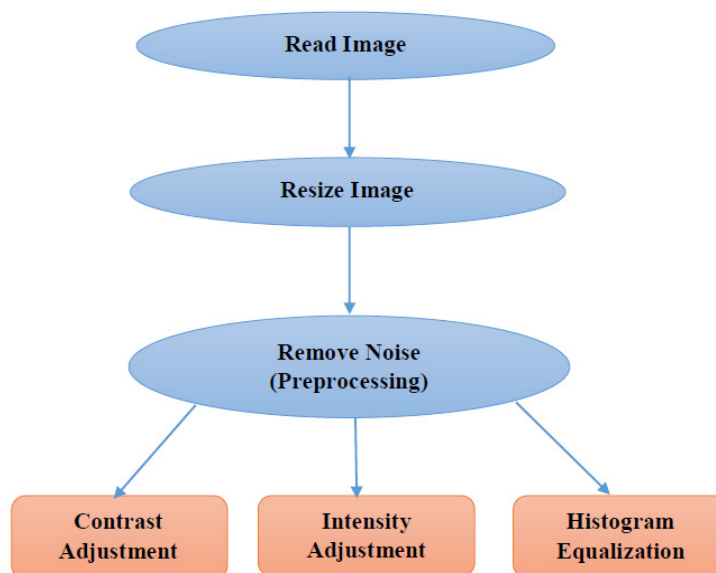 Read Image
Resize Image
Remove Noise
(Preprocessing)
Contrast
Adjustment
Intensity
Adjustment
Histogram
Equalization